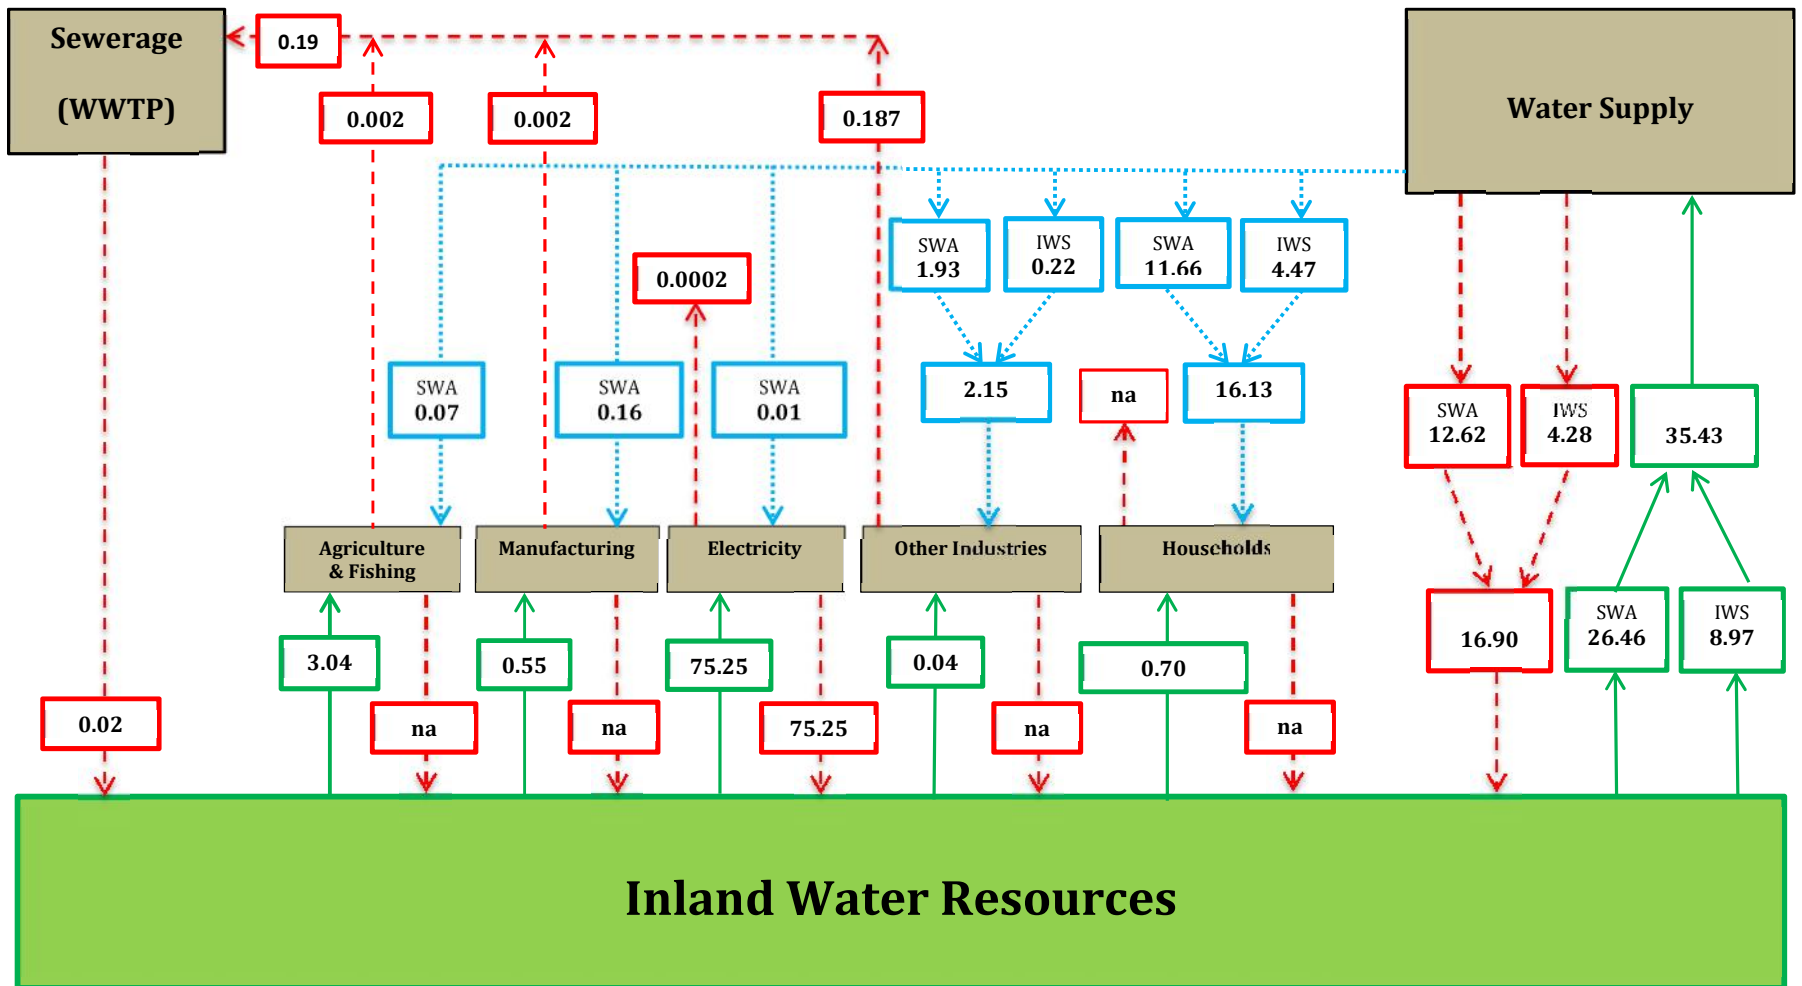 Sewerage
(WWTP)
0.19
Water Supply
0.002
0.002
0.187
SWA
1.93
IWS
0.22
SWA
11.66
IWS
4.47
0.0002
SWA
0.07
SWA
0.16
SWA
0.01
2.15
na
16.13
SWA
12.62
IWS
4.28
35.43
Agriculture
& Fishing
Manufacturing
Electricity
Other Industries
Households
3.04
0.55
75.25
0.04
0.70
16.90
SWA
26.46
IWS
8.97
0.02
na
na
75.25
na
na
Inland Water Resources